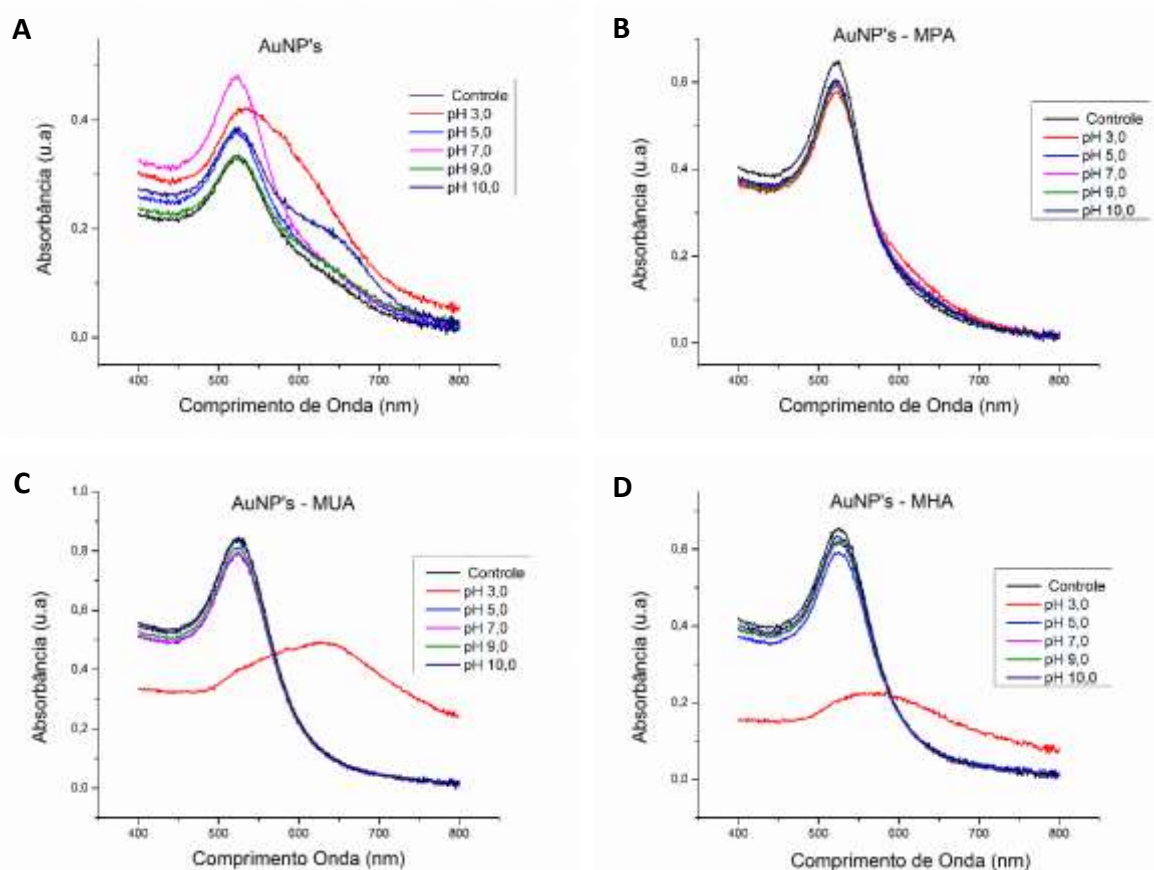 A
AuNP's
Absorbância (u.a)
0,4
0,2
0,0
Controle
pH 3,0
pH 5,0
pH 7,0
pH 9,0
pH 10,0
400 500 600 700 800
Comprimento de Onda (nm)
B
AuNP's - MPA
Absorbância (u.a)
0,6
0,4
0,2
0,0
Controle
pH 3,0
pH 5,0
pH 7,0
pH 9,0
pH 10,0
400 500 600 700 800
Comprimento de Onda (nm)
C
AuNP's - MUA
Absorbância (u.a)
1,0
0,8
0,6
0,4
0,2
0,0
Controle
pH 3,0
pH 5,0
pH 7,0
pH 9,0
pH 10,0
400 500 600 700 800
Comprimento Onda (nm)
D
AuNP's - MHA
Absorbância (u.a)
0,6
0,4
0,2
0,0
Controle
pH 3,0
pH 5,0
pH 7,0
pH 9,0
pH 10,0
400 500 600 700 800
Comprimento de Onda (nm)